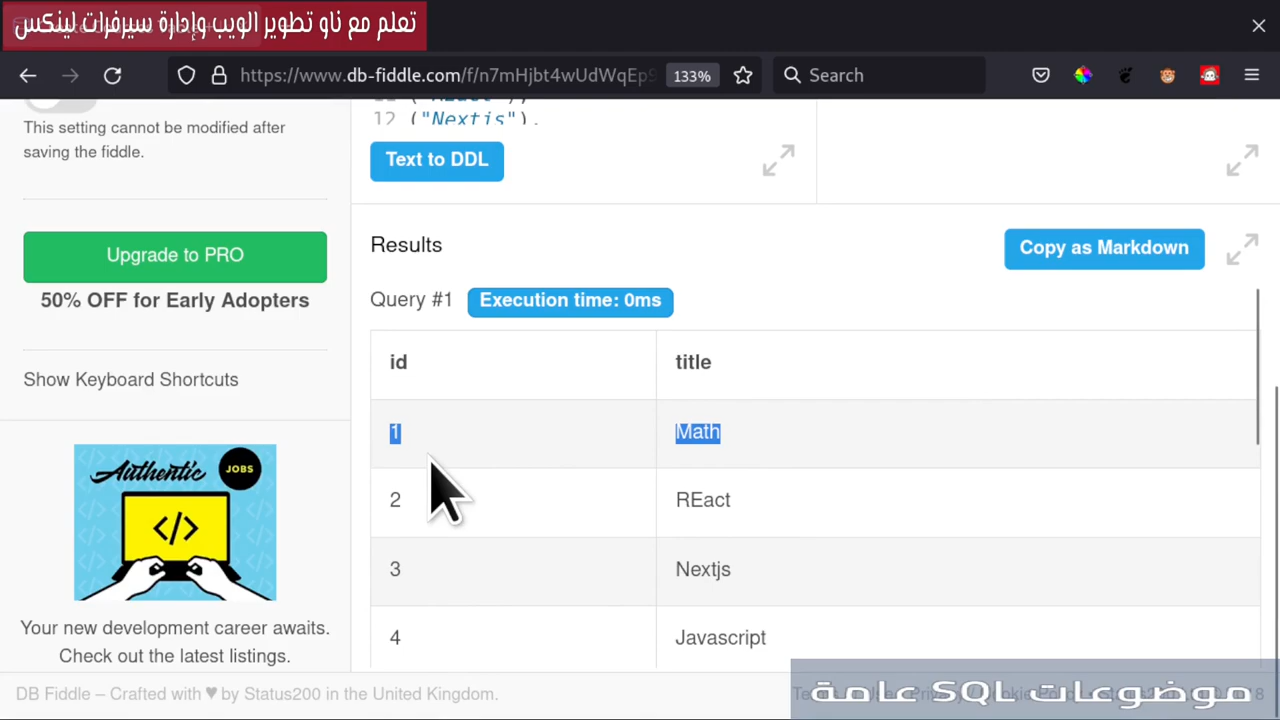 تعلم مع ناو تطوير الويب وإدارة سيرفرات لينكس
https://www.db-fiddle.com/f/n7mHjbt4wUdWqEp9
133%
Search
This setting cannot be modified after
saving the fiddle.
12 ("Nextjs"),
Text to DDL
Upgrade to PRO
50% OFF for Early Adopters
Show Keyboard Shortcuts
Results
Copy as Markdown
Query #1 Execution time: 0ms
id title
1 Math
2 REact
3 Nextjs
4 Javascript
Authentic JOBS
</>
Your new development career awaits.
Check out the latest listings.
DB Fiddle – Crafted with ♥ by Status200 in the United Kingdom.
موضوعات SQL عامة